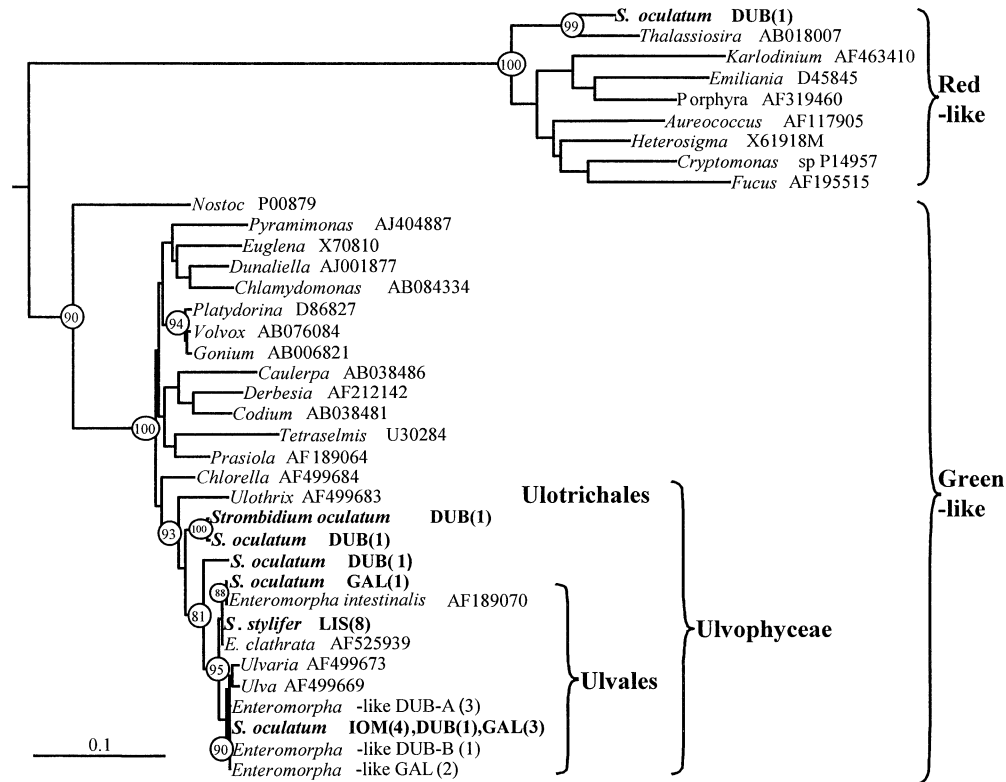 S. oculatum DUB(1)
99
Thalassiosira AB018007
Karlodinium AF463410
100
Emiliania D45845
Red
-like
Porphyra AF319460
Aureococcus AF117905
Heterosigma X61918M
Cryptomonas sp P14957
Fucus AF195515
Nostoc P00879
Pyramimonas AJ404887
Euglena X70810
Dunaliella AJ001877
Chlamydomonas AB084334
Platydorina D86827
90
94
Volvox AB076084
Gonium AB006821
Caulerpa AB038486
Derbesia AF212142
Codium AB038481
100
Tetraselmis U30284
Prasiola AF189064
Chlorella AF499684
Green
-like
Ulothrix AF499683
Ulotrichales
Strombidium oculatum DUB(1)
93
100
S. oculatum DUB(1)
S. oculatum DUB(1)
S. oculatum GAL(1)
88
Enteromorpha intestinalis AF189070
81
S. stylifer LIS(8)
Ulvophyceae
E. clathrata AF525939
95
Ulvaria AF499673
Ulvales
Ulva AF499669
Enteromorpha -like DUB-A (3)
S. oculatum IOM(4),DUB(1),GAL(3)
90
Enteromorpha -like DUB-B (1)
0.1
Enteromorpha -like GAL (2)